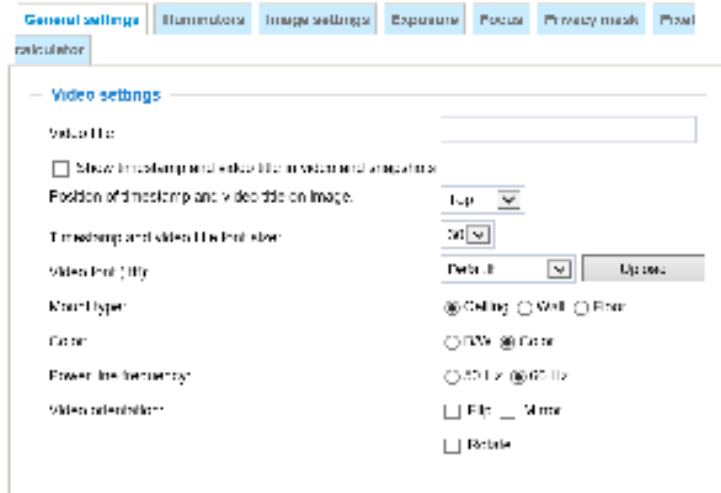 General settings Illuminators Image settings Exposure Focus Privacy mask Pixel
calculator
Video settings
Video title
Show timestamp and video title in video and snapshots
Position of timestamp and video title on image:
Top
Timestamp and video title font size:
30
Video font (.ttf):
Default Upload
Mount type:
Ceiling Wall Floor
Color:
B/W Color
Power line frequency:
50 Hz 60 Hz
Video orientation:
Flip Mirror
Rotate